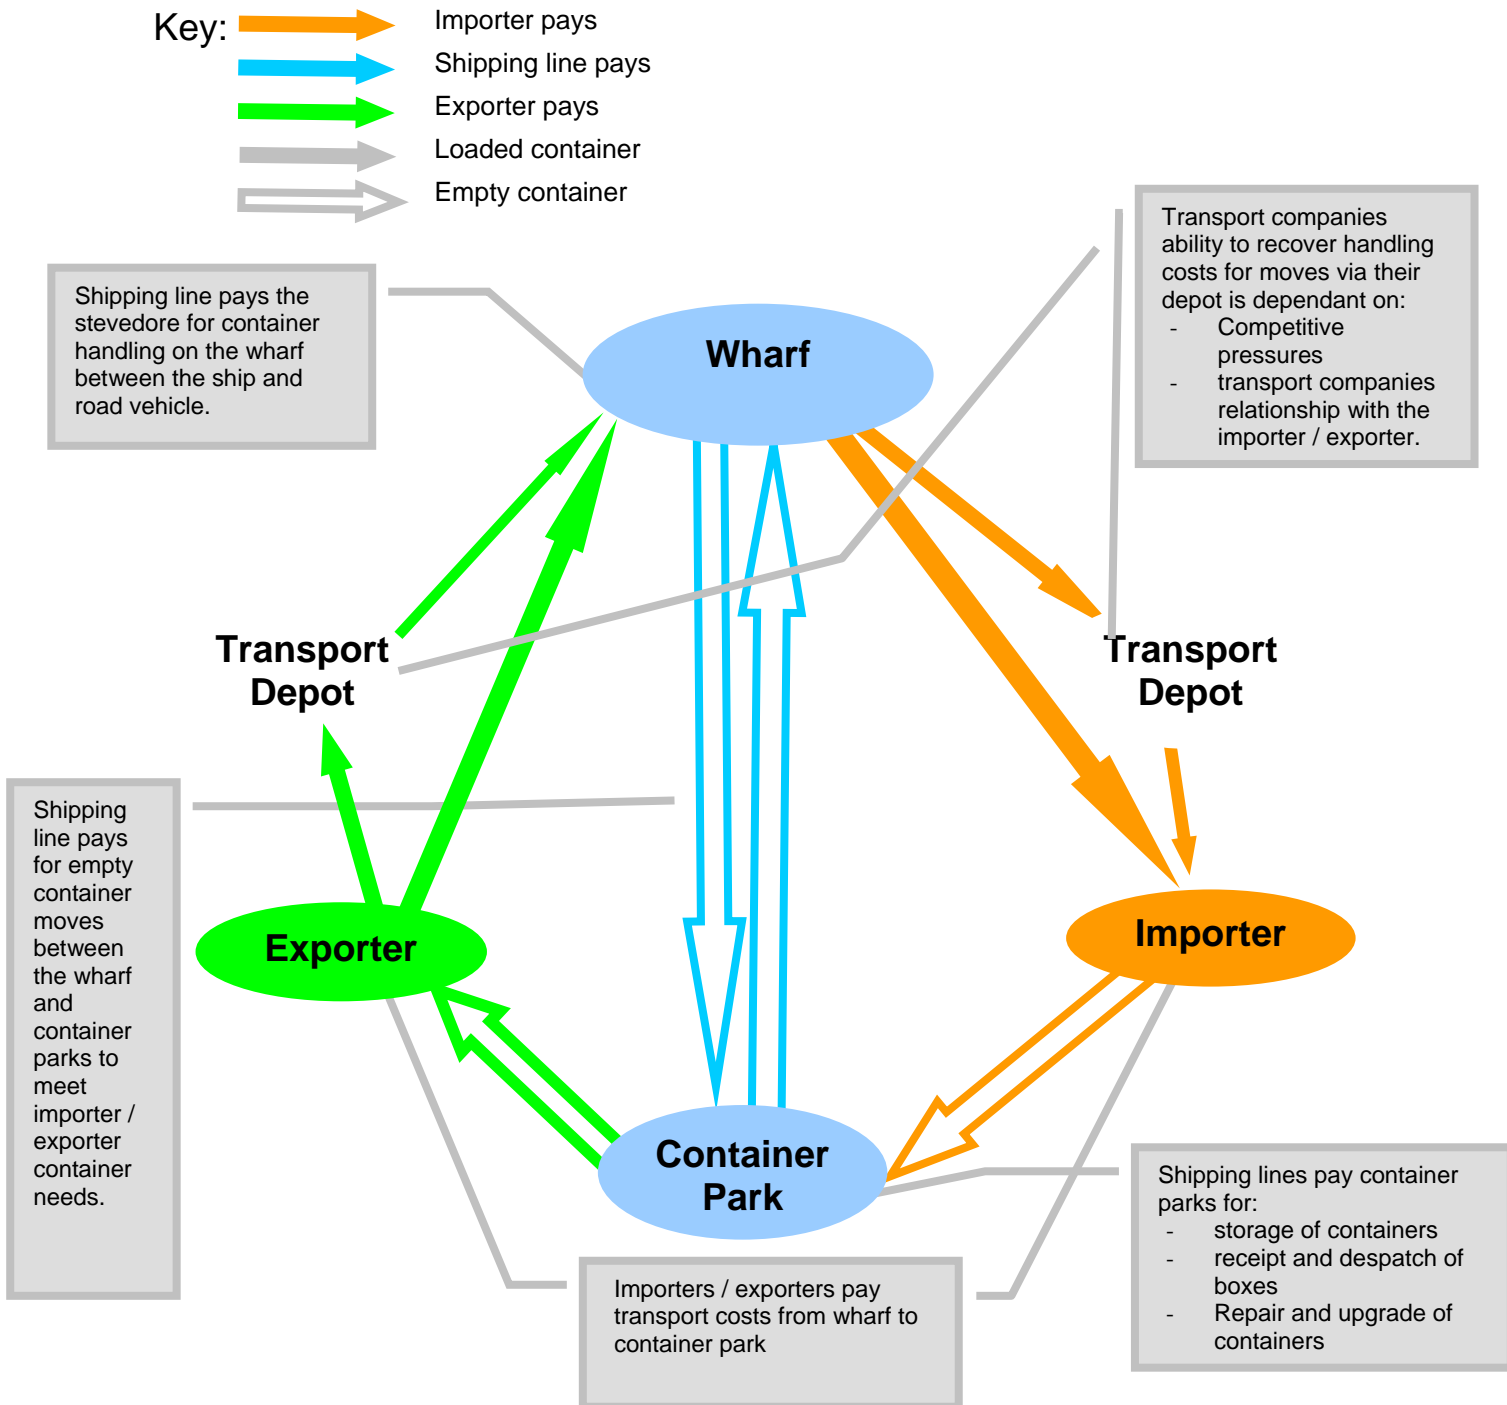 Key:
Importer pays
Shipping line pays
Exporter pays
Loaded container
Empty container
Transport companies
ability to recover handling
costs for moves via their
depot is dependant on:
- Competitive
pressures
- transport companies
relationship with the
importer / exporter.
Shipping line pays the
stevedore for container
handling on the wharf
between the ship and
road vehicle.
Wharf
Transport
Depot
Transport
Depot
Shipping
line pays
for empty
container
moves
between
the wharf
and
container
parks to
meet
importer /
exporter
container
needs.
Exporter
Importer
Container
Park
Shipping lines pay container
parks for:
- storage of containers
- receipt and despatch of
boxes
- Repair and upgrade of
containers
Importers / exporters pay
transport costs from wharf to
container park